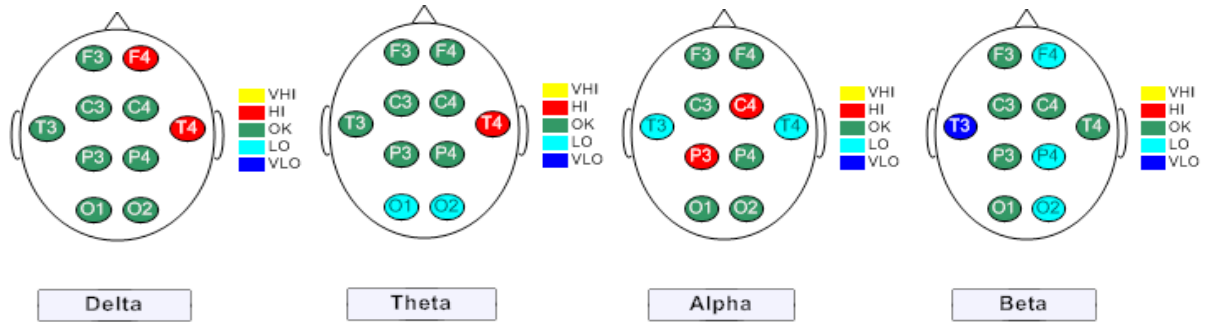 F3 F4
C3 C4
T3 T4
P3 P4
O1 O2
VHI
HI
OK
LO
VLO
Delta
F3 F4
C3 C4
T3 T4
P3 P4
O1 O2
VHI
HI
OK
LO
VLO
Theta
F3 F4
C3 C4
T3 T4
P3 P4
O1 O2
VHI
HI
OK
LO
VLO
Alpha
F3 F4
C3 C4
T3 T4
P3 P4
O1 O2
VHI
HI
OK
LO
VLO
Beta